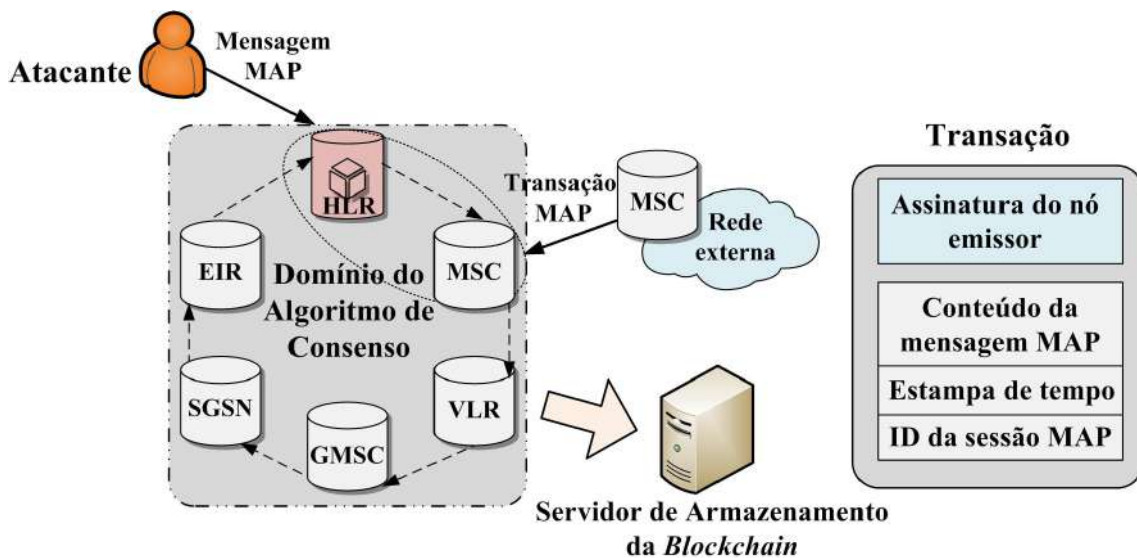 Atacante
Mensagem
MAP
HLR
Transação
MAP
MSC
Rede
externa
EIR
Domínio do
Algoritmo de
Consenso
MSC
SGSN
GMSC
VLR
Servidor de Armazenamento
da Blockchain
Transação
Assinatura do nó
emissor
Conteúdo da
mensagem MAP
Estampa de tempo
ID da sessão MAP